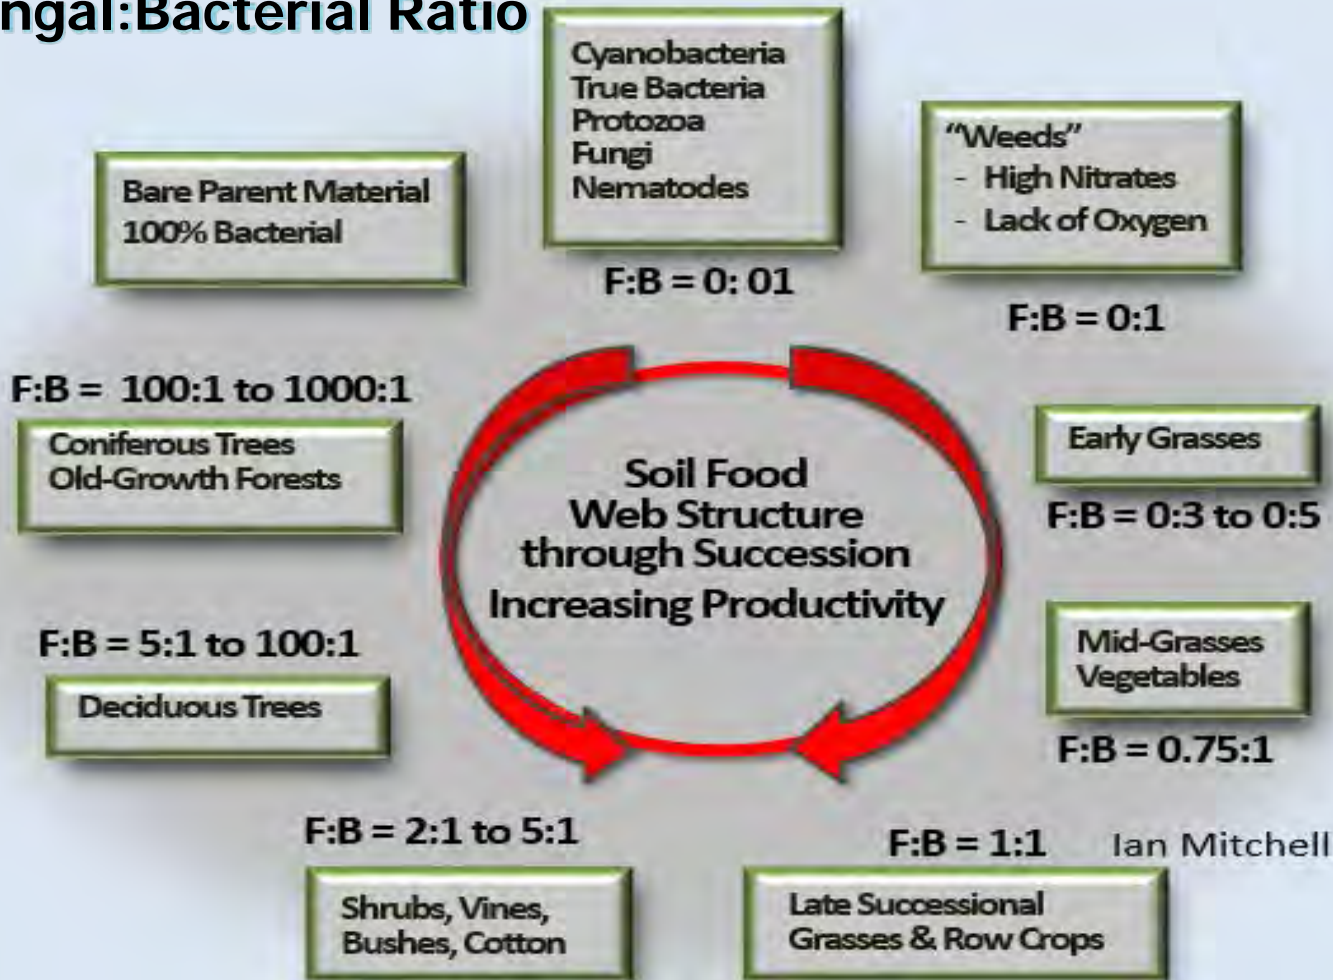 ngal:Bacterial Ratio
Cyanobacteria
True Bacteria
Protozoa
Fungi
Nematodes
F:B = 0: 01
"Weeds"
- High Nitrates
- Lack of Oxygen
F:B = 0:1
Bare Parent Material
100% Bacterial
F:B = 100:1 to 1000:1
Coniferous Trees
Old-Growth Forests
Early Grasses
F:B = 0:3 to 0:5
Soil Food
Web Structure
through Succession
Increasing Productivity
Mid-Grasses
Vegetables
F:B = 0.75:1
F:B = 5:1 to 100:1
Deciduous Trees
F:B = 2:1 to 5:1
Shrubs, Vines,
Bushes, Cotton
F:B = 1:1
Ian Mitchell
Late Successional
Grasses & Row Crops